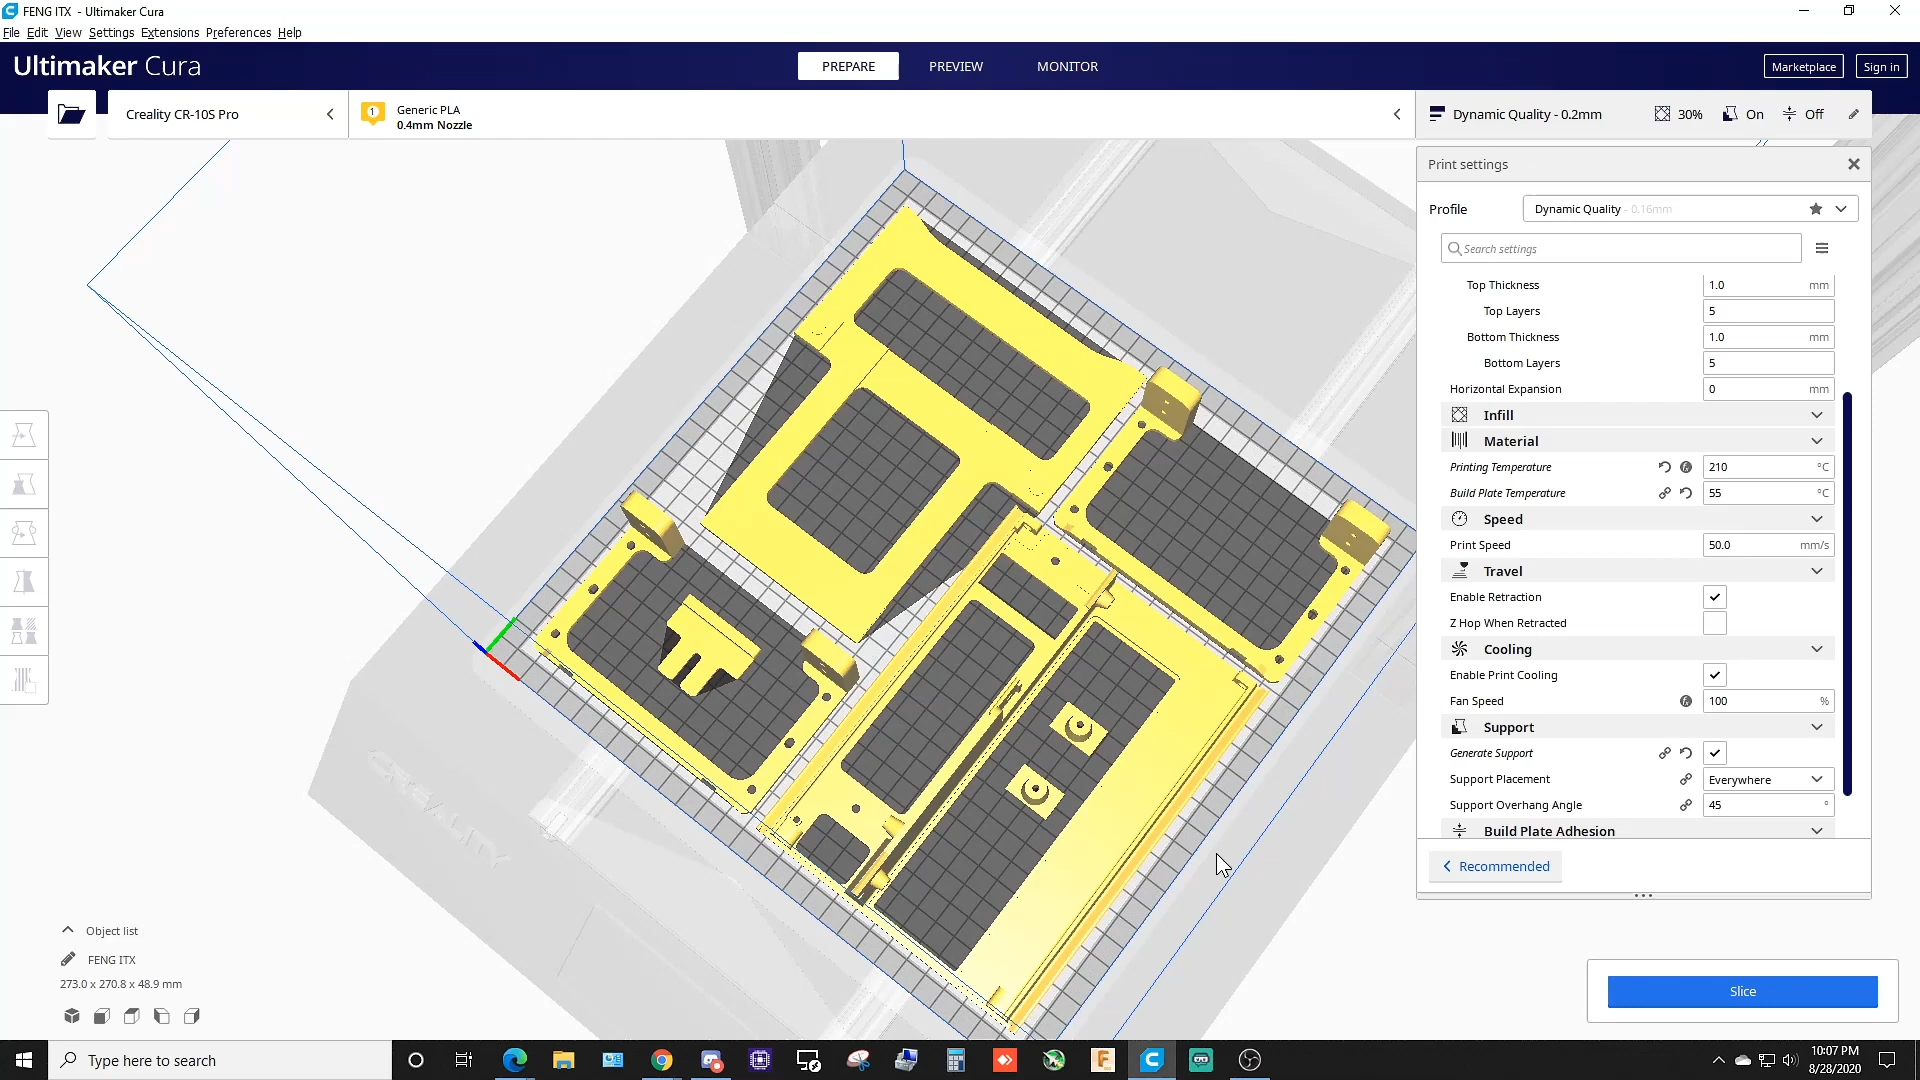 FENG ITX - Ultimaker Cura
File Edit View Settings Extensions Preferences Help
Ultimaker Cura
PREPARE
PREVIEW
MONITOR
Marketplace
Sign in
Creality CR-10S Pro
1
Generic PLA
0.4mm Nozzle
Dynamic Quality - 0.2mm
30%
On
Off
Print settings
Profile
Dynamic Quality - 0.16mm
Search settings
Top Thickness 1.0 mm
Top Layers 5
Bottom Thickness 1.0 mm
Bottom Layers 5
Horizontal Expansion 0 mm
Infill
Material
Printing Temperature 210 °C
Build Plate Temperature 55 °C
Speed
Print Speed 50.0 mm/s
Travel
Enable Retraction
Z Hop When Retracted
Cooling
Enable Print Cooling
Fan Speed 100 %
Support
Generate Support
Support Placement Everywhere
Support Overhang Angle 45 °
Build Plate Adhesion
Recommended
CREALITY
Object list
FENG ITX
273.0 x 270.8 x 48.9 mm
Slice
Type here to search
10:07 PM
8/28/2020